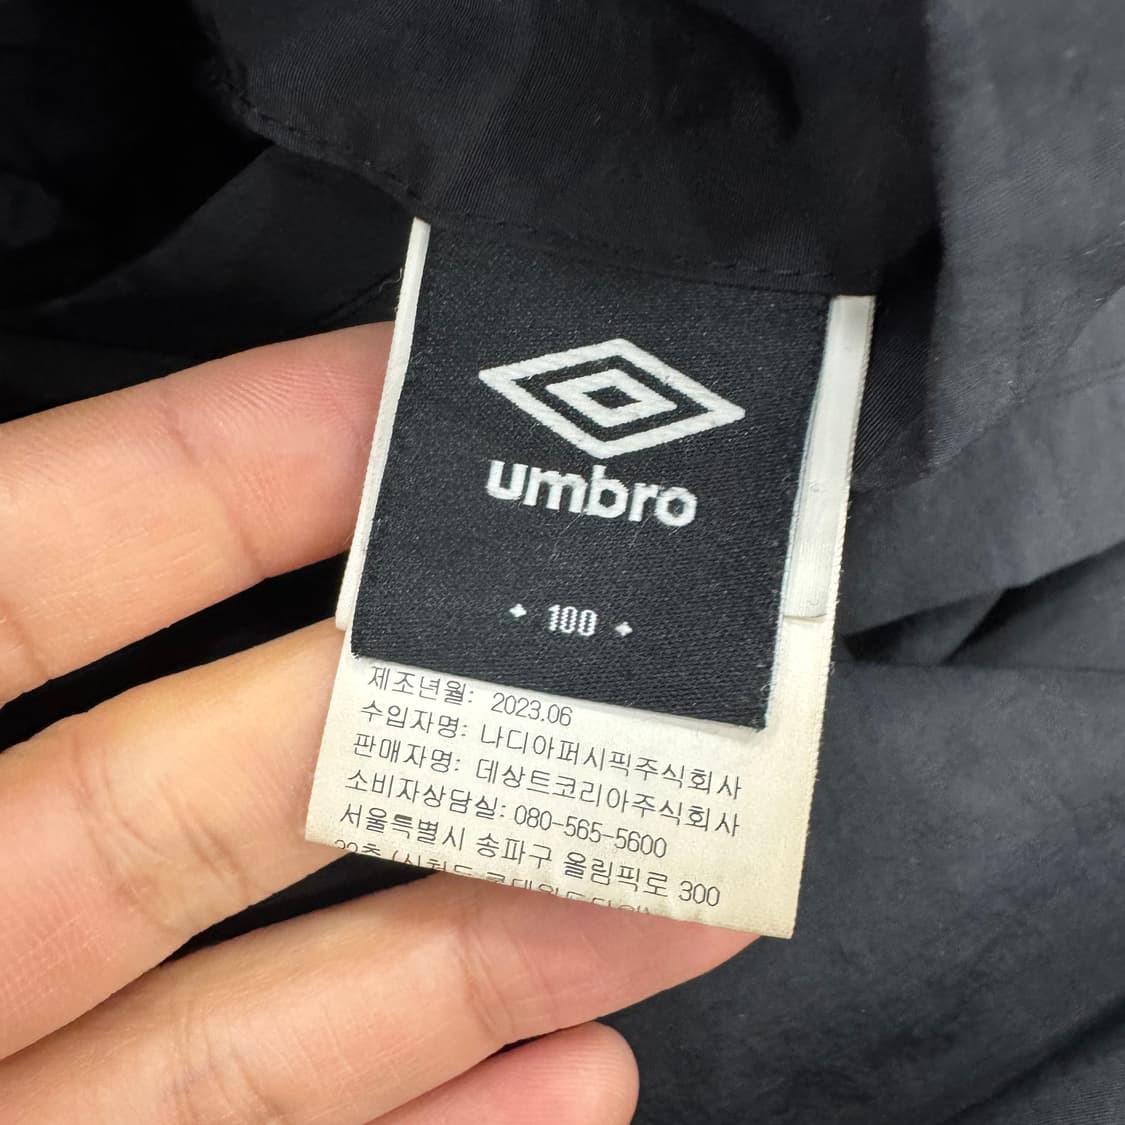 umbro
100
제조년월: 2023.06
수입자명: 나디아퍼시픽주식회사
판매자명: 데상트코리아주식회사
소비자상담실: 080-565-5600
서울특별시 송파구 올림픽로 300